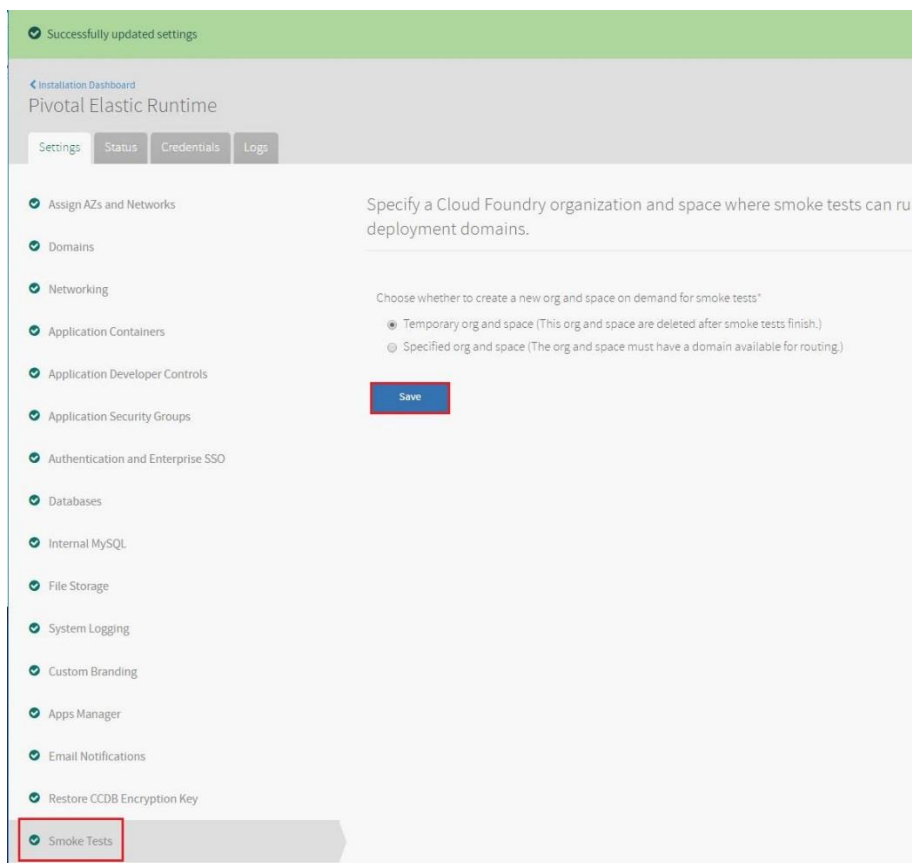 Successfully updated settings
Installation Dashboard
Pivotal Elastic Runtime
Settings
Status
Credentials
Logs
Assign AZs and Networks
Domains
Networking
Application Containers
Application Developer Controls
Application Security Groups
Authentication and Enterprise SSO
Databases
Internal MySQL
File Storage
System Logging
Custom Branding
Apps Manager
Email Notifications
Restore CCDB Encryption Key
Smoke Tests
Specify a Cloud Foundry organization and space where smoke tests can ru
deployment domains.
Choose whether to create a new org and space on demand for smoke tests*
Temporary org and space (This org and space are deleted after smoke tests finish.)
Specified org and space (The org and space must have a domain available for routing.)
Save